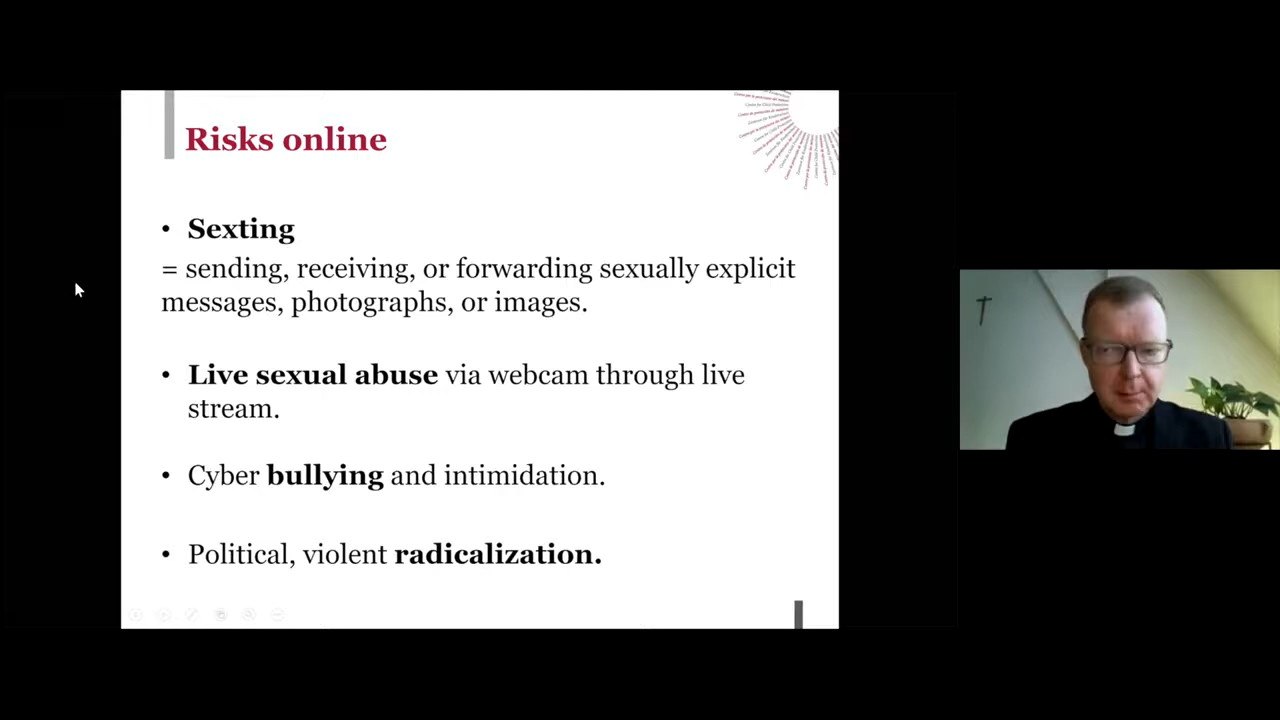 Risks online
• Sexting
= sending, receiving, or forwarding sexually explicit
messages, photographs, or images.
• Live sexual abuse via webcam through live
stream.
• Cyber bullying and intimidation.
• Political, violent radicalization.